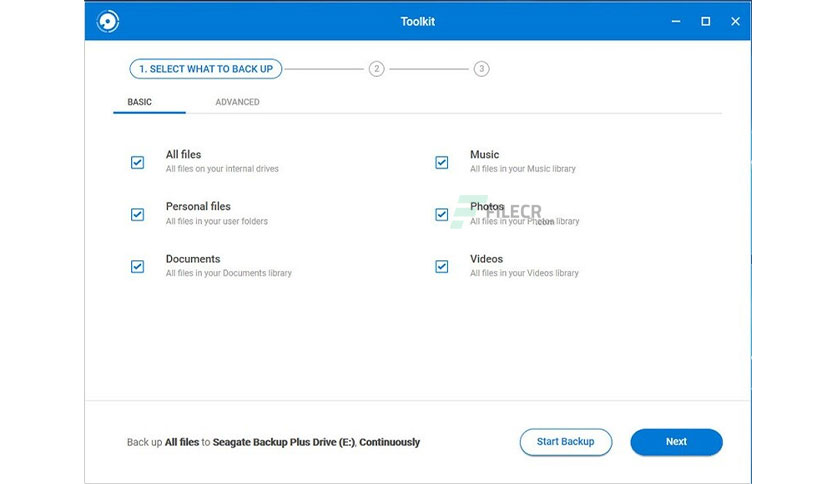 Toolkit
1. SELECT WHAT TO BACK UP
2
3
BASIC
ADVANCED
All files
All files on your internal drives
Music
All files in your Music library
Personal files
All files in your user folders
Photos
All files in your Photos library
FILECR
.com
Documents
All files in your Documents library
Videos
All files in your Videos library
Back up All files to Seagate Backup Plus Drive (E:), Continuously
Start Backup
Next